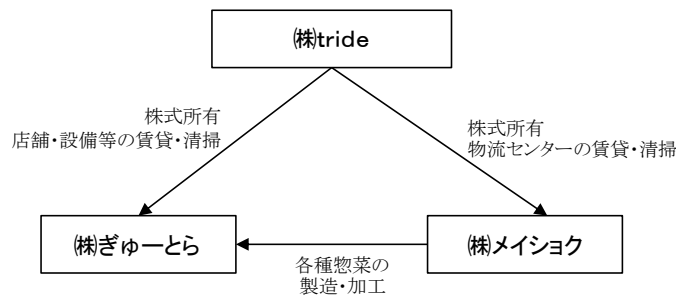 ㈱tride
株式所有
店舗・設備等の賃貸・清掃
株式所有
物流センターの賃貸・清掃
㈱ぎゅーとら
㈱メイショク
各種惣菜の
製造・加工